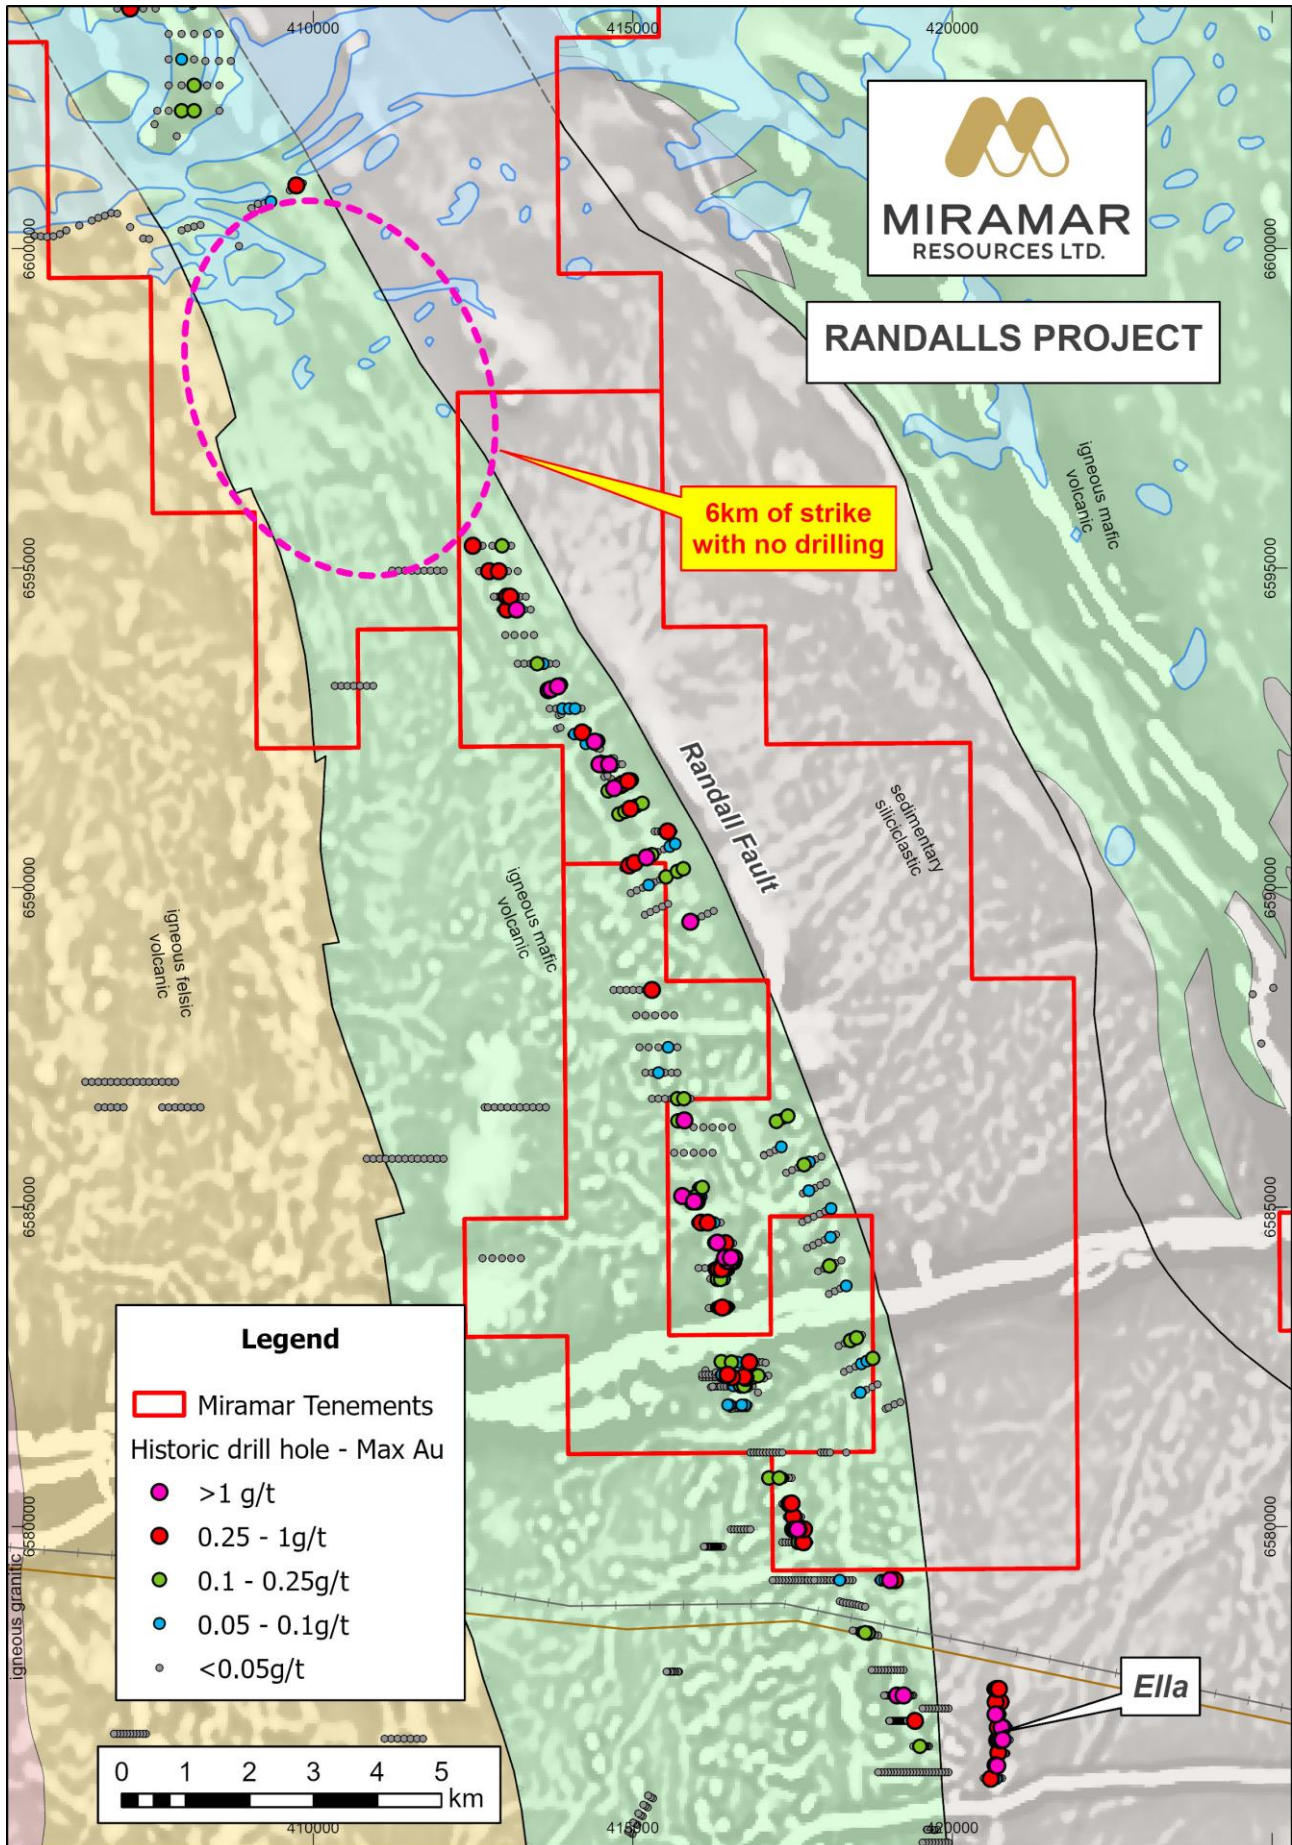 410000
415000
420000
MIRAMAR
RESOURCES LTD.
RANDALLS PROJECT
6600000
6600000
igneous mafic
volcanic
6km of strike
with no drilling
6595000
6595000
Randall Fault
sedimentary
siliciclastic
igneous mafic
volcanic
igneous felsic
volcanic
6590000
6590000
6585000
6585000
Legend
Miramar Tenements
Historic drill hole - Max Au
>1 g/t
0.25 - 1g/t
0.1 - 0.25g/t
0.05 - 0.1g/t
<0.05g/t
6580000
6580000
igneous granitic
Ella
0 1 2 3 4 5
km
410000
415000
420000